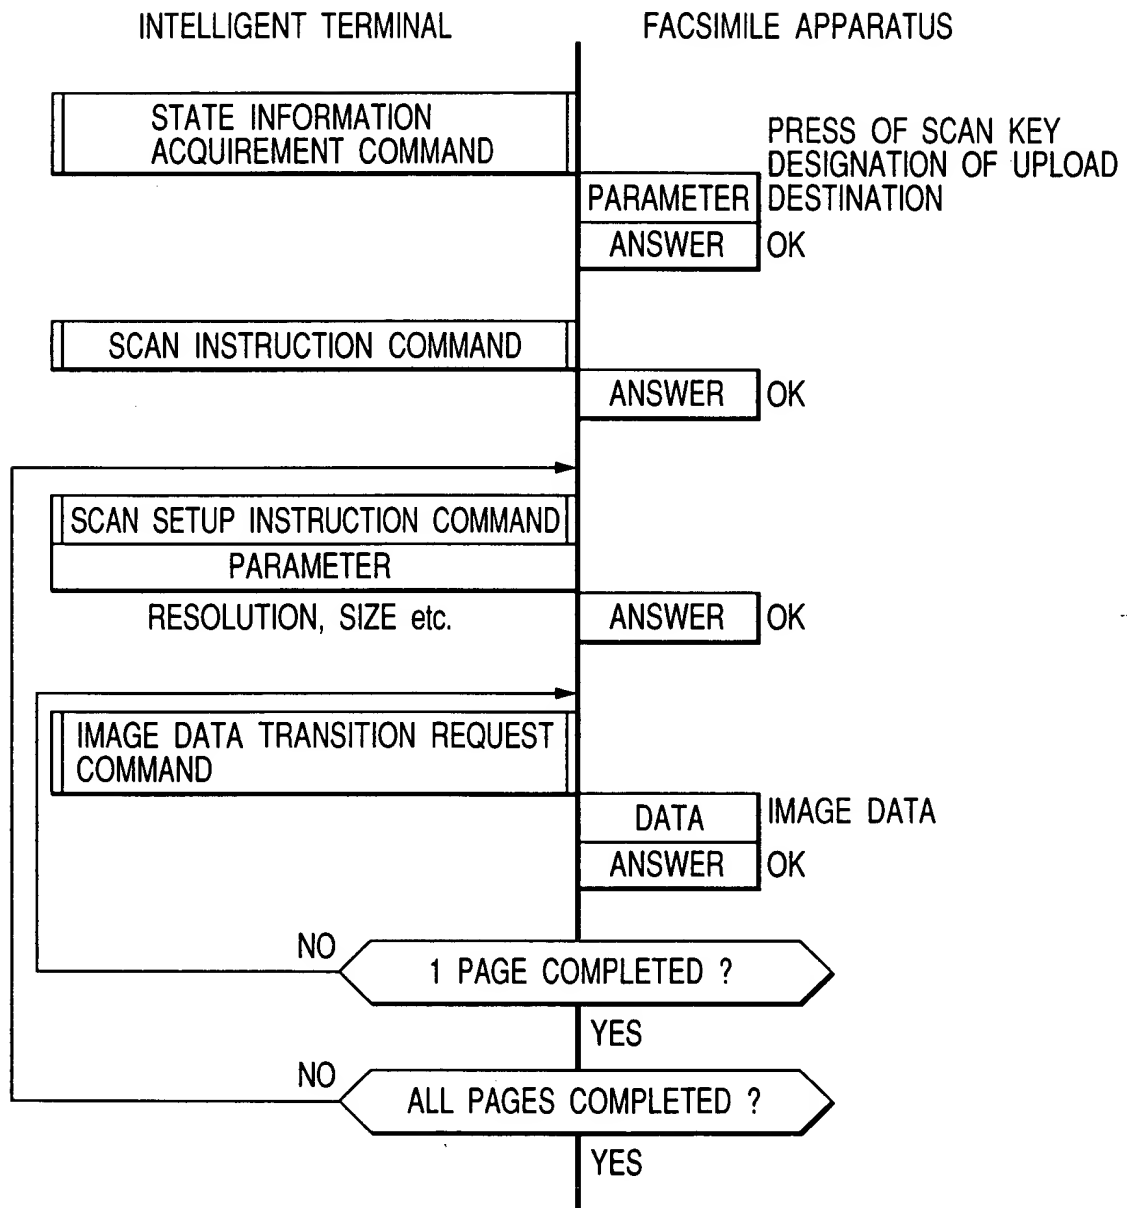 INTELLIGENT TERMINAL
FACSIMILE APPARATUS
STATE INFORMATION
ACQUIREMENT COMMAND
PRESS OF SCAN KEY
DESIGNATION OF UPLOAD
DESTINATION
PARAMETER
ANSWER
OK
SCAN INSTRUCTION COMMAND
ANSWER
OK
SCAN SETUP INSTRUCTION COMMAND
PARAMETER
RESOLUTION, SIZE etc.
ANSWER
OK
IMAGE DATA TRANSITION REQUEST
COMMAND
DATA
IMAGE DATA
ANSWER
OK
NO
1 PAGE COMPLETED ?
YES
NO
ALL PAGES COMPLETED ?
YES